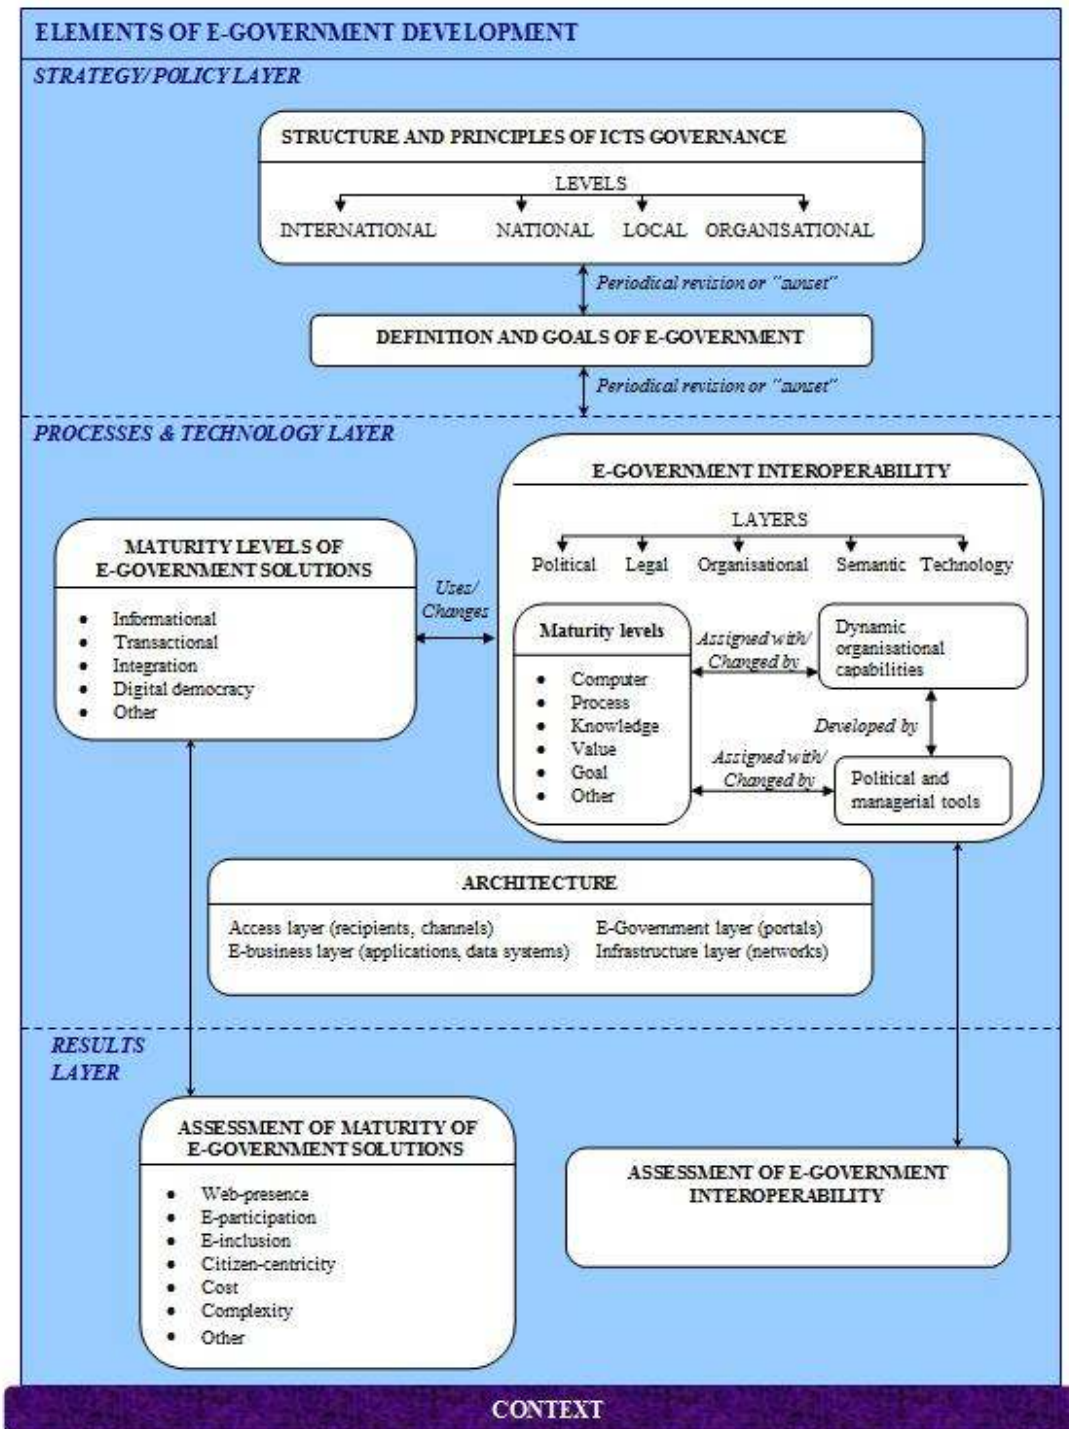 ELEMENTS OF E-GOVERNMENT DEVELOPMENT
STRATEGY/POLICY LAYER
STRUCTURE AND PRINCIPLES OF ICTS GOVERNANCE
LEVELS
INTERNATIONAL NATIONAL LOCAL ORGANISATIONAL
Periodical revision or "sunset"
DEFINITION AND GOALS OF E-GOVERNMENT
Periodical revision or "sunset"
PROCESSES & TECHNOLOGY LAYER
E-GOVERNMENT INTEROPERABILITY
LAYERS
Political Legal Organisational Semantic Technology
MATURITY LEVELS OF
E-GOVERNMENT SOLUTIONS
• Informational
• Transactional
• Integration
• Digital democracy
• Other
Uses/
Changes
Maturity levels
• Computer
• Process
• Knowledge
• Value
• Goal
• Other
Assigned with/
Changed by
Dynamic
organisational
capabilities
Developed by
Assigned with/
Changed by
Political and
managerial tools
ARCHITECTURE
Access layer (recipients, channels) E-Government layer (portals)
E-business layer (applications, data systems) Infrastructure layer (networks)
RESULTS
LAYER
ASSESSMENT OF MATURITY OF
E-GOVERNMENT SOLUTIONS
• Web-presence
• E-participation
• E-inclusion
• Citizen-centricity
• Cost
• Complexity
• Other
ASSESSMENT OF E-GOVERNMENT
INTEROPERABILITY
CONTEXT